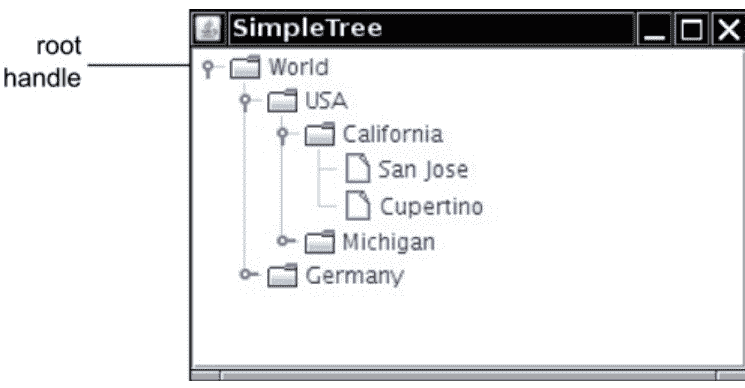 SimpleTree
root
handle
World
USA
California
San Jose
Cupertino
Michigan
Germany